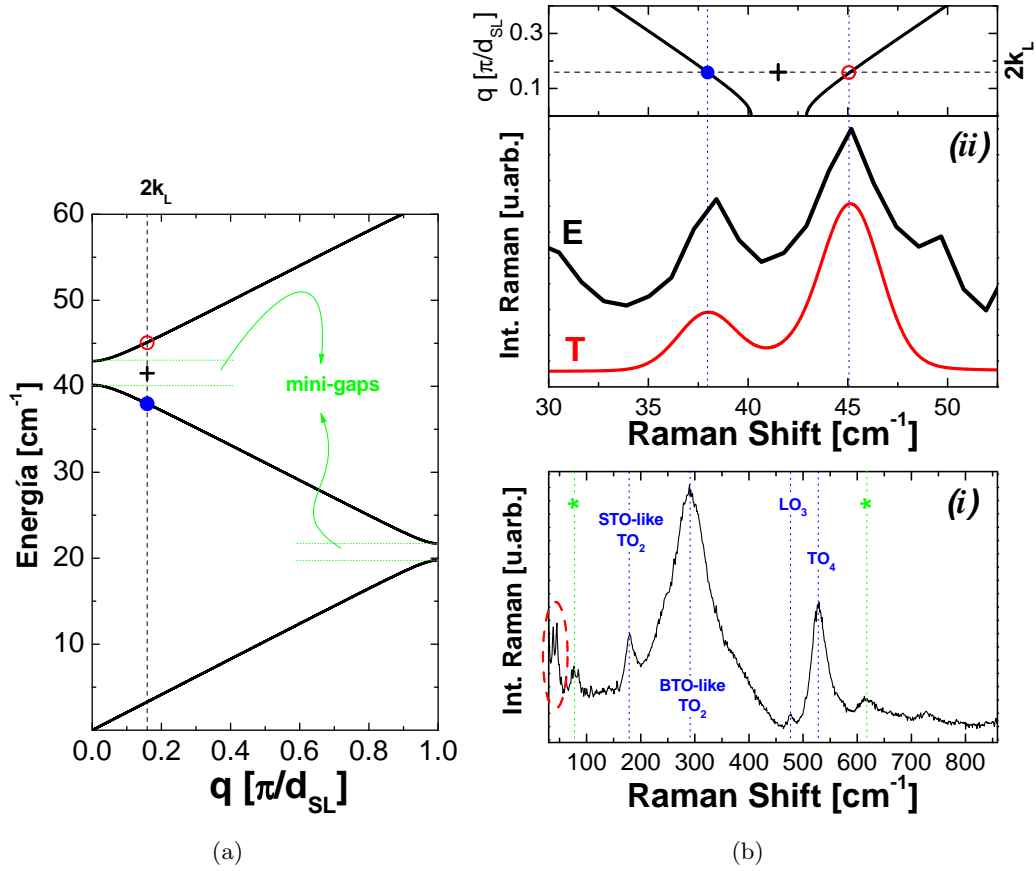 2k_L
60
50
40
30
20
10
Energía [cm⁻¹]
mini-gaps
0.0 0.2 0.4 0.6 0.8 1.0
q [π/d_SL]
(a)
0.3
0.1
q [π/d_SL]
2k_L
(ii)
E
T
Int. Raman [u.arb.]
30 35 40 45 50
Raman Shift [cm⁻¹]
(i)
*
STO-like
TO₂
BTO-like
TO₂
LO₃
TO₄
*
Int. Raman [u.arb.]
100 200 300 400 500 600 700 800
Raman Shift [cm⁻¹]
(b)